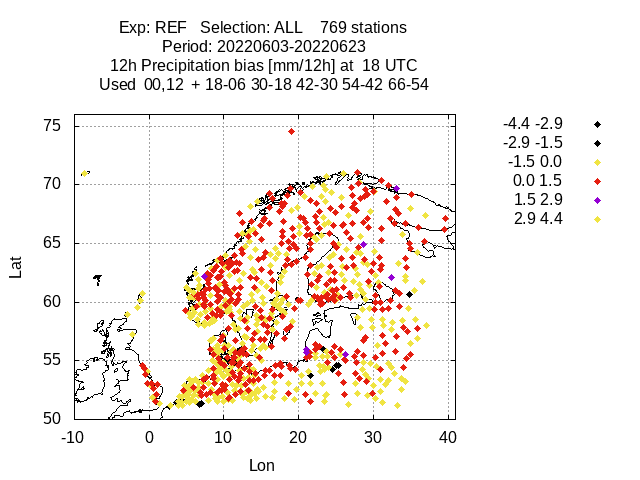 Exp: REF   Selection: ALL    769 stations
Period: 20220603-20220623
12h Precipitation bias [mm/12h] at  18 UTC
Used  00,12  + 18-06 30-18 42-30 54-42 66-54
75
70
65
60
55
50
Lat
-10 0 10 20 30 40
Lon
-4.4 -2.9
-2.9 -1.5
-1.5 0.0
0.0 1.5
1.5 2.9
2.9 4.4